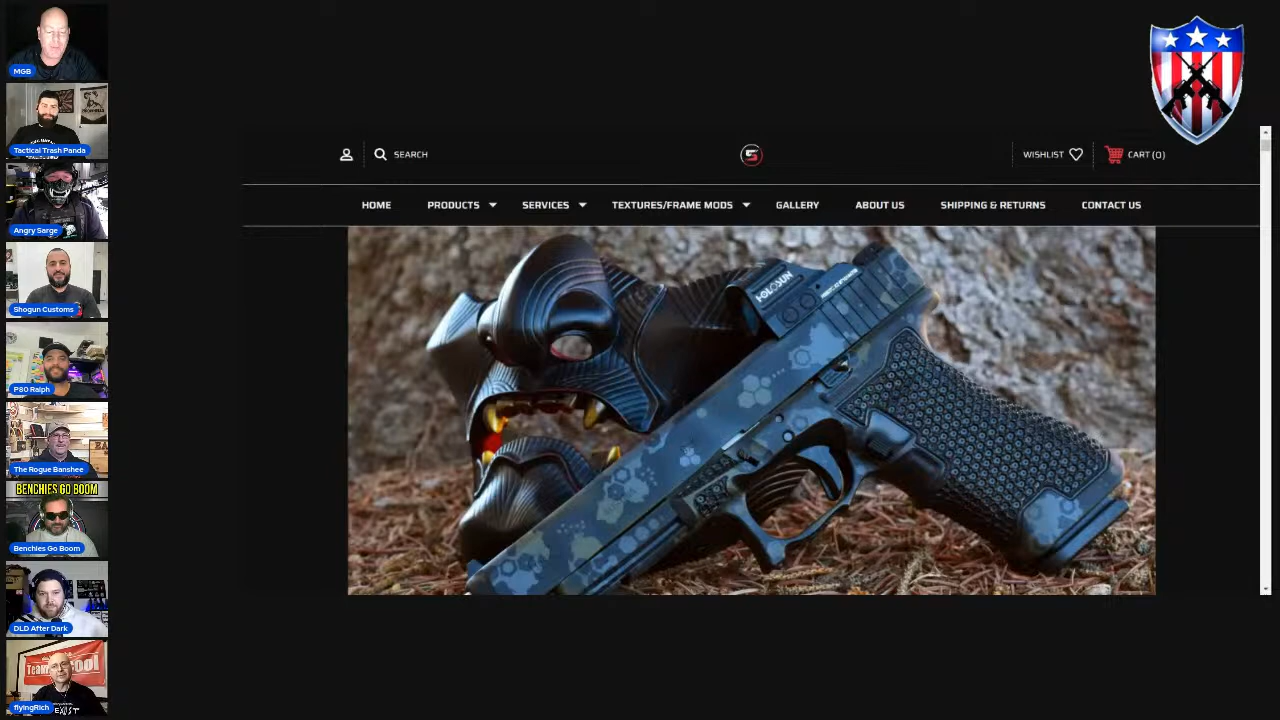 MGB
Tactical Trash Panda
Angry Sarge
Shogun Customs
P80 Ralph
The Rogue Banshee
BENCHIES GO BOOM
Benchies Go Boom
DLD After Dark
Team
ool
flyingRich
SEARCH
WISHLIST
CART (0)
HOME
PRODUCTS
SERVICES
TEXTURES/FRAME MODS
GALLERY
ABOUT US
SHIPPING & RETURNS
CONTACT US
HOLOSUN